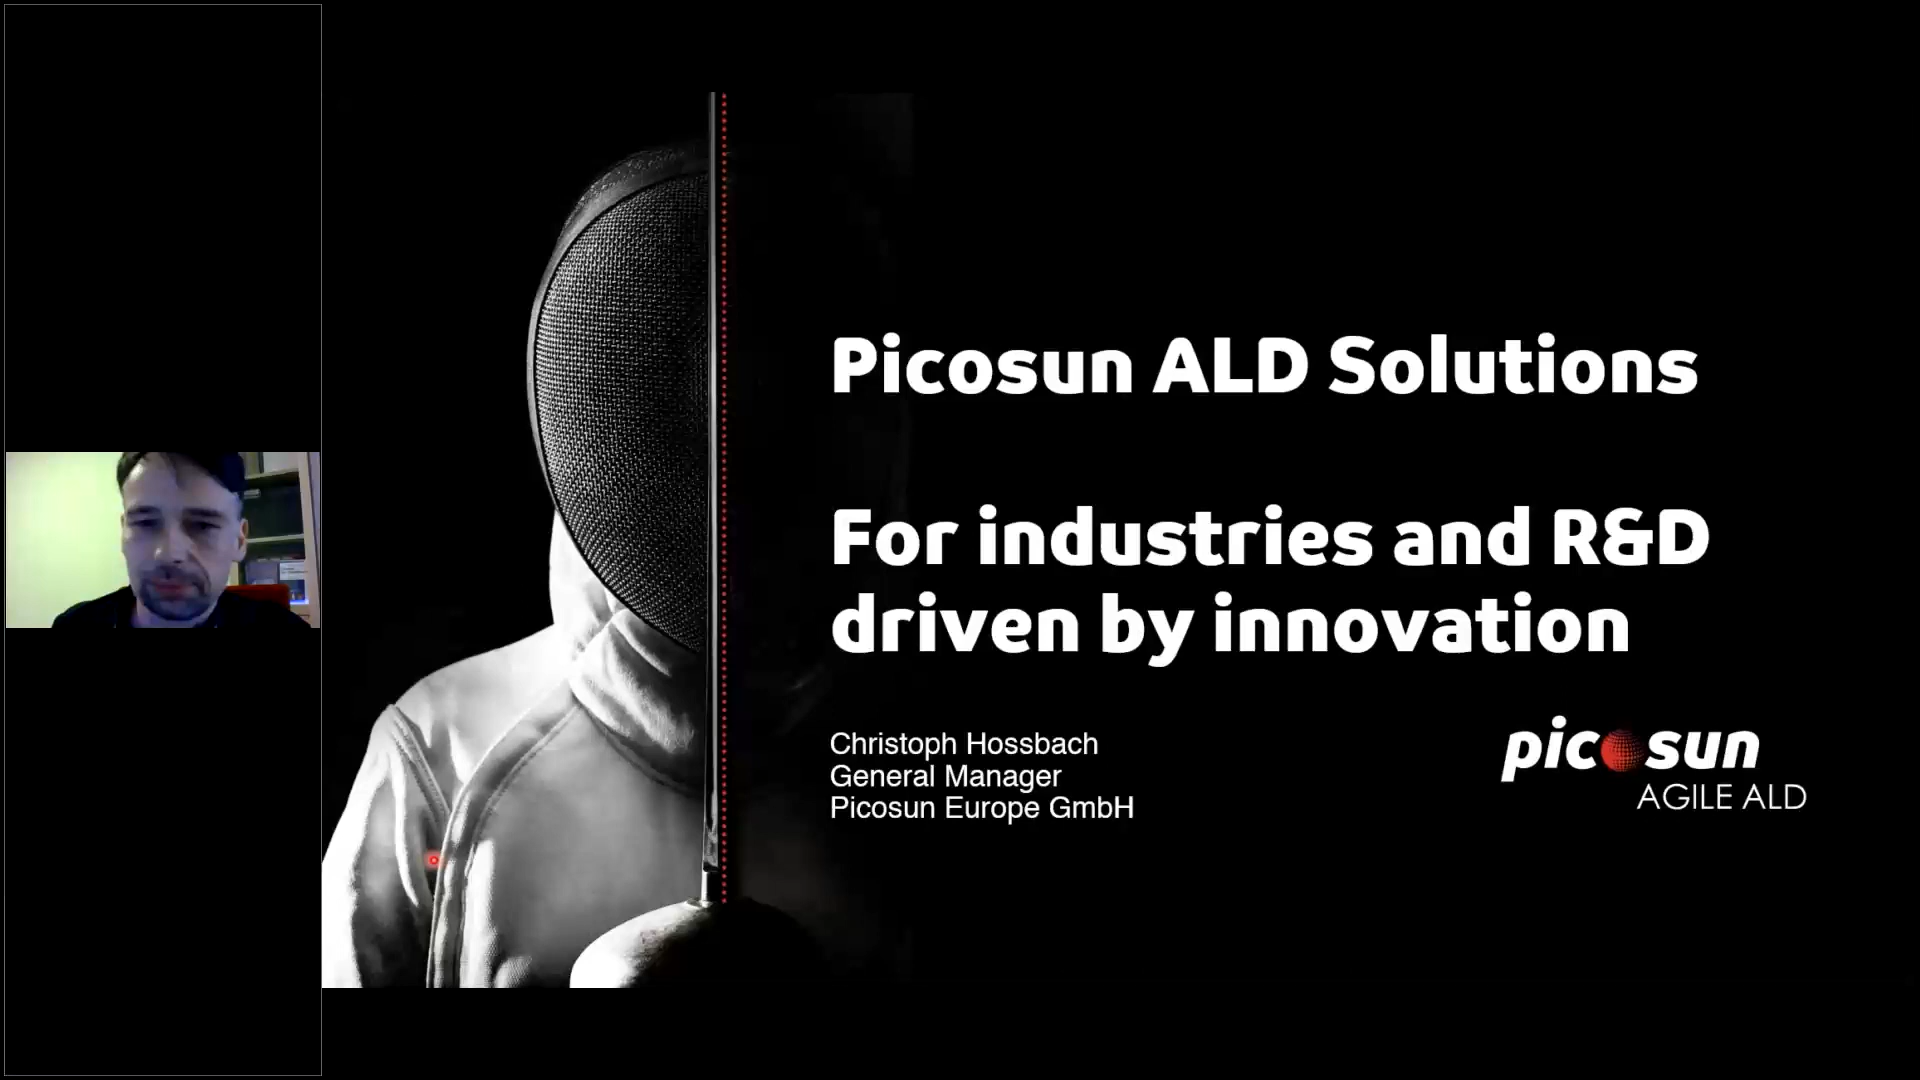 Picosun ALD Solutions
For industries and R&D
driven by innovation
Christoph Hossbach
General Manager
Picosun Europe GmbH
picosun
AGILE ALD